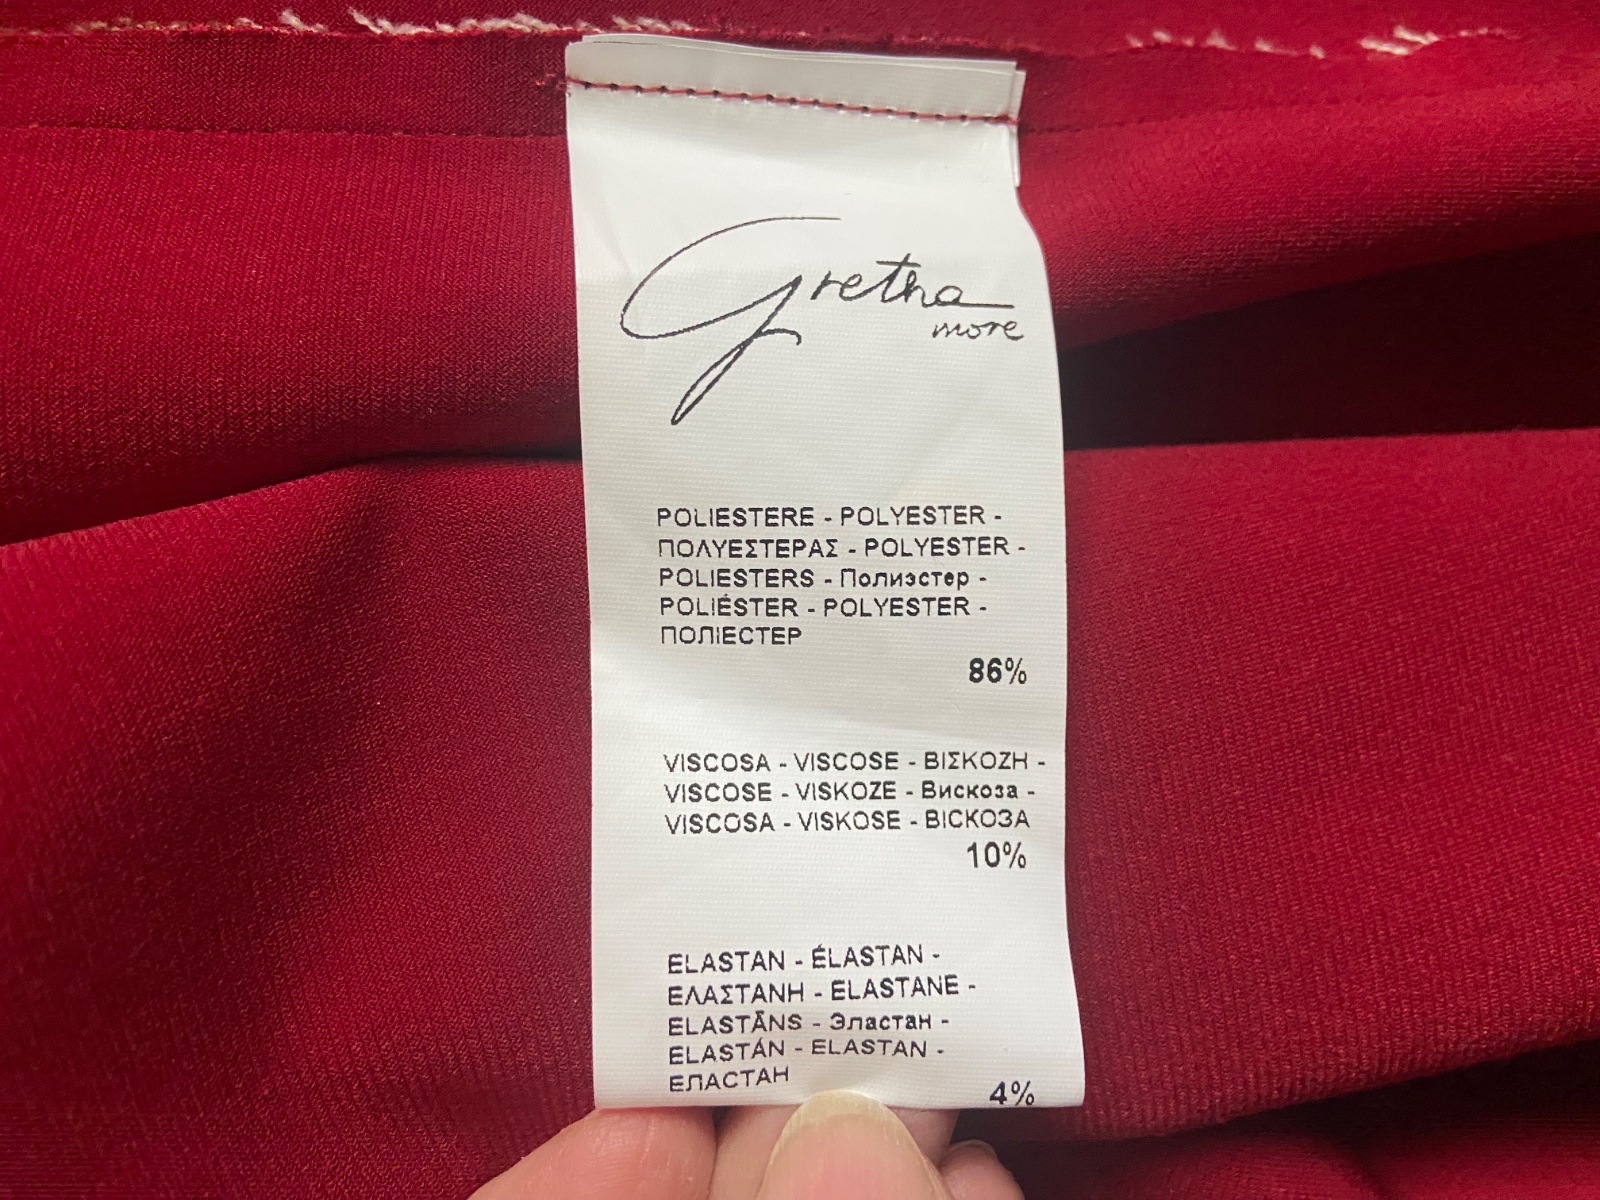 Gretha
more
POLIESTERE - POLYESTER -
ΠΟΛΥΕΣΤΕΡΑΣ - POLYESTER -
POLIESTERS - Полиэстер -
POLIÉSTER - POLYESTER -
ПОЛІЕСТЕР
86%
VISCOSA - VISCOSE - ΒΙΣΚΟΖΗ -
VISCOSE - VISKOZE - Вискоза -
VISCOSA - VISKOSE - ВІСКОЗА
10%
ELASTAN - ÉLASTAN -
ΕΛΑΣΤΑΝΗ - ELASTANE -
ELASTĀNS - Эластан -
ELASTÁN - ELASTAN -
ЕЛАСТАН
4%